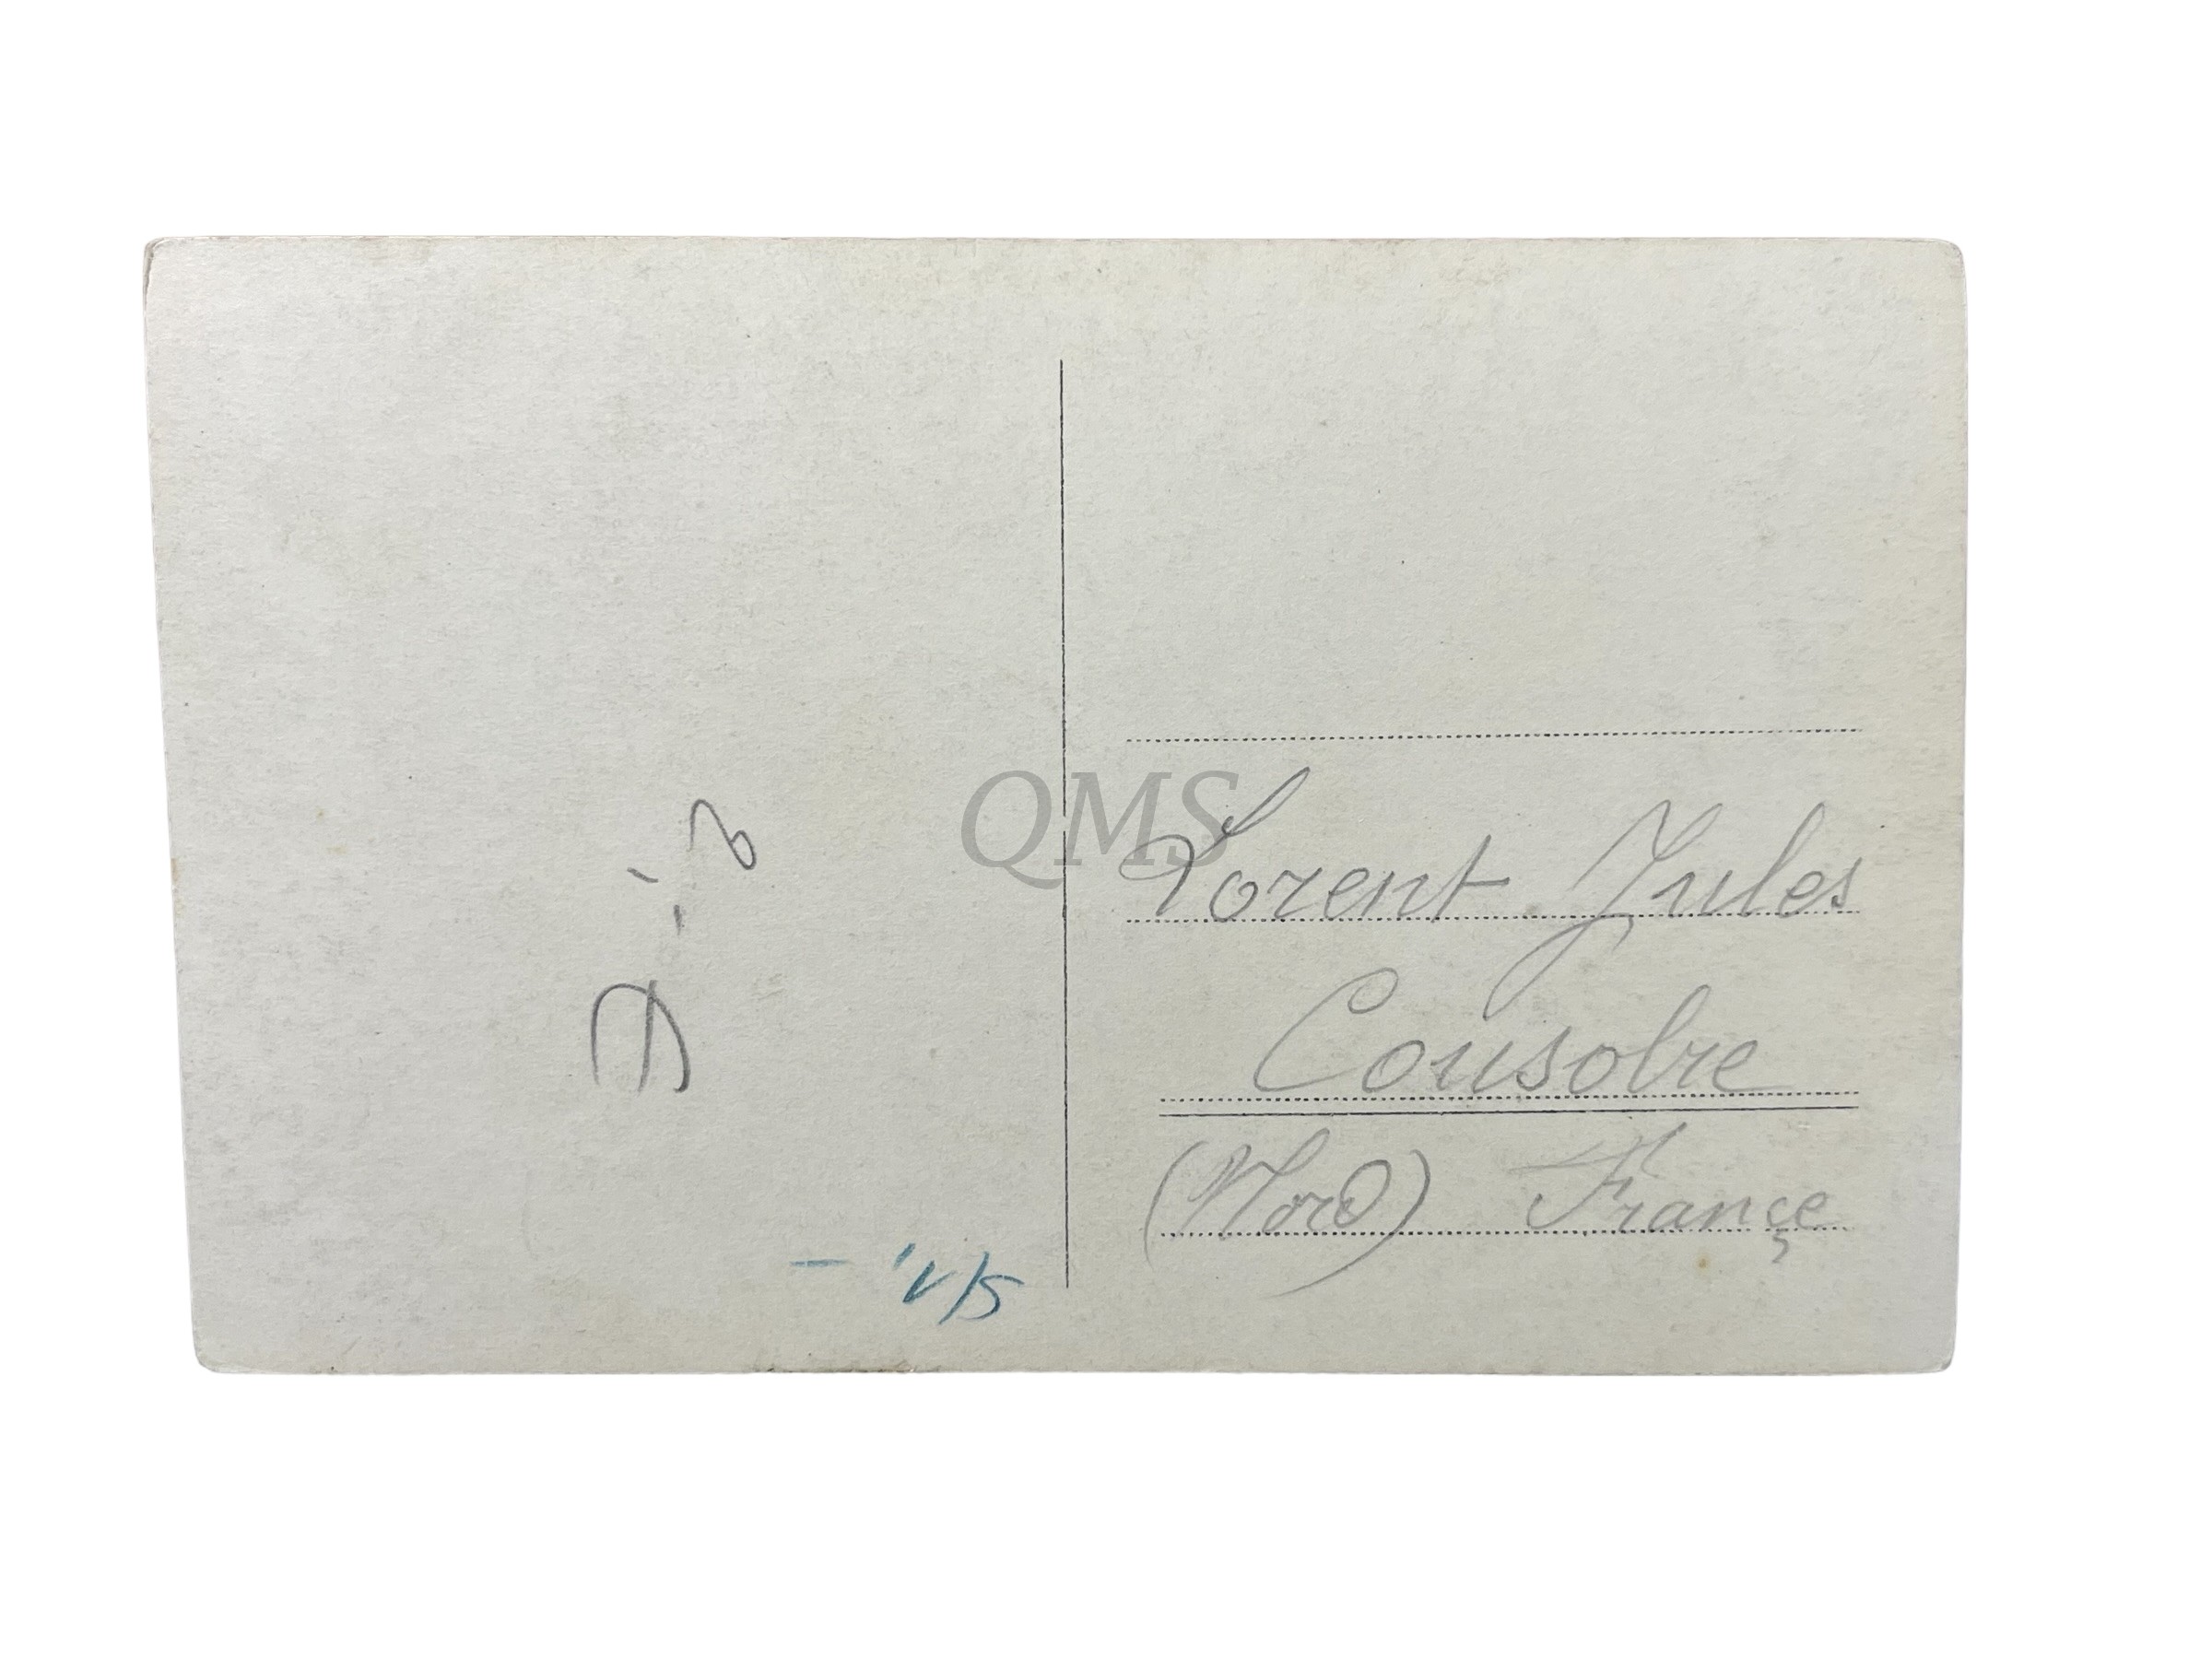 QMS
Lorent Jules
Cousolre
(Nord) France